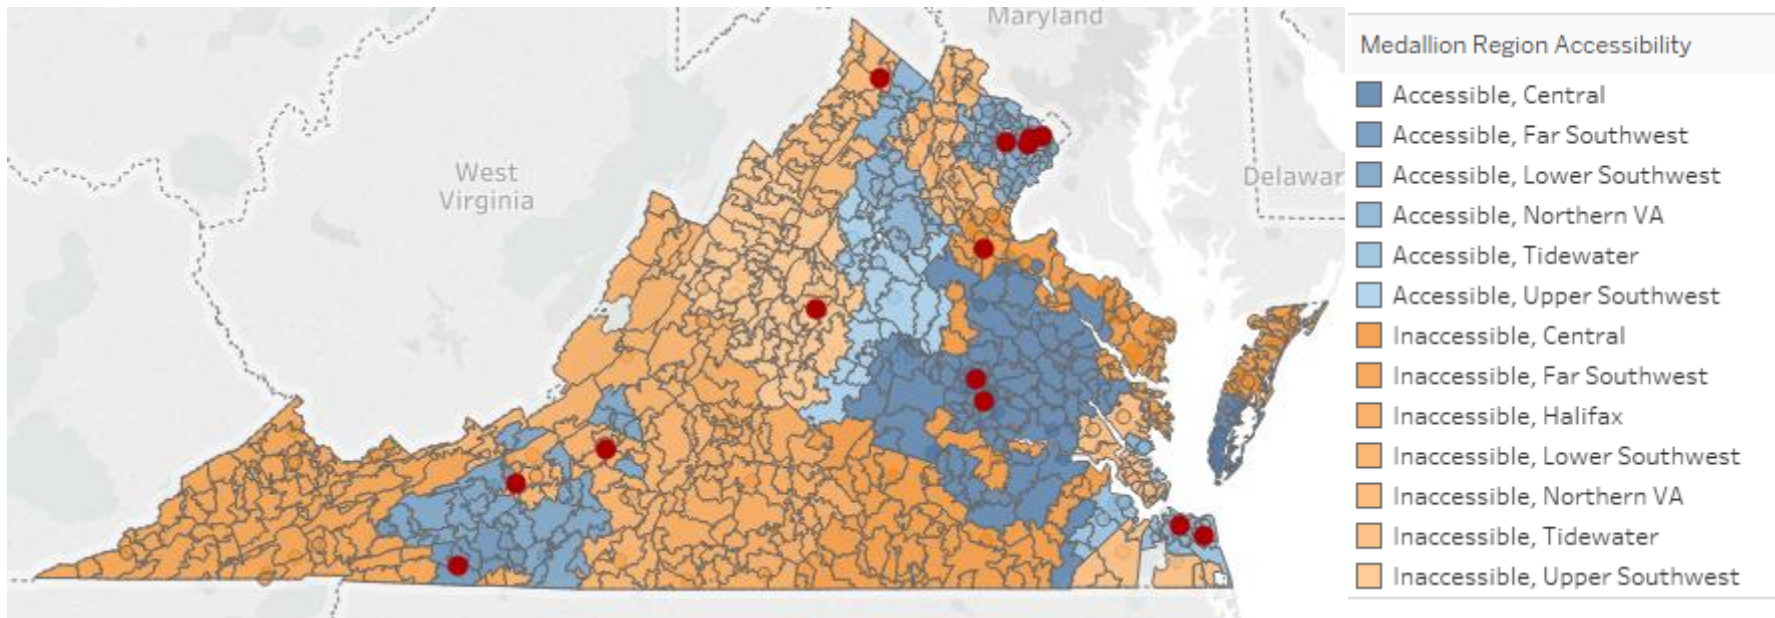 Maryland
West
Virginia
Delawar
Medallion Region Accessibility
Accessible, Central
Accessible, Far Southwest
Accessible, Lower Southwest
Accessible, Northern VA
Accessible, Tidewater
Accessible, Upper Southwest
Inaccessible, Central
Inaccessible, Far Southwest
Inaccessible, Halifax
Inaccessible, Lower Southwest
Inaccessible, Northern VA
Inaccessible, Tidewater
Inaccessible, Upper Southwest